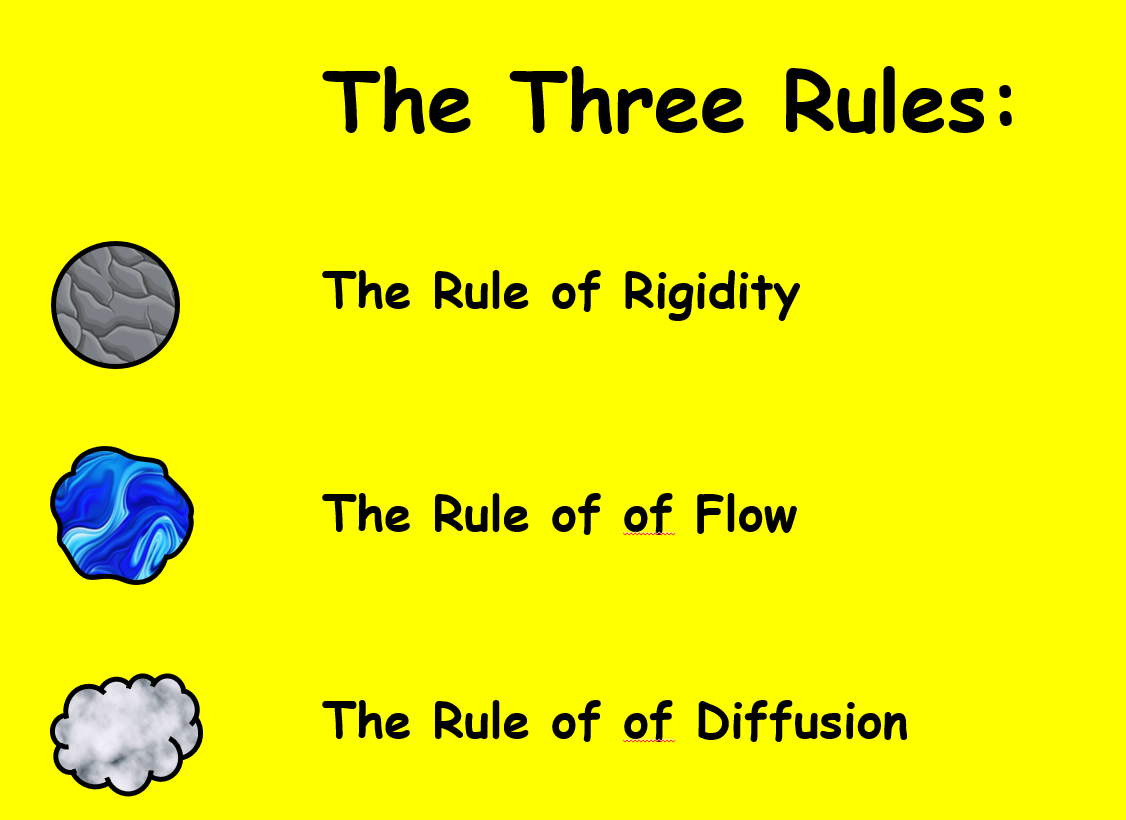 The Three Rules:
The Rule of Rigidity
The Rule of of Flow
The Rule of of Diffusion